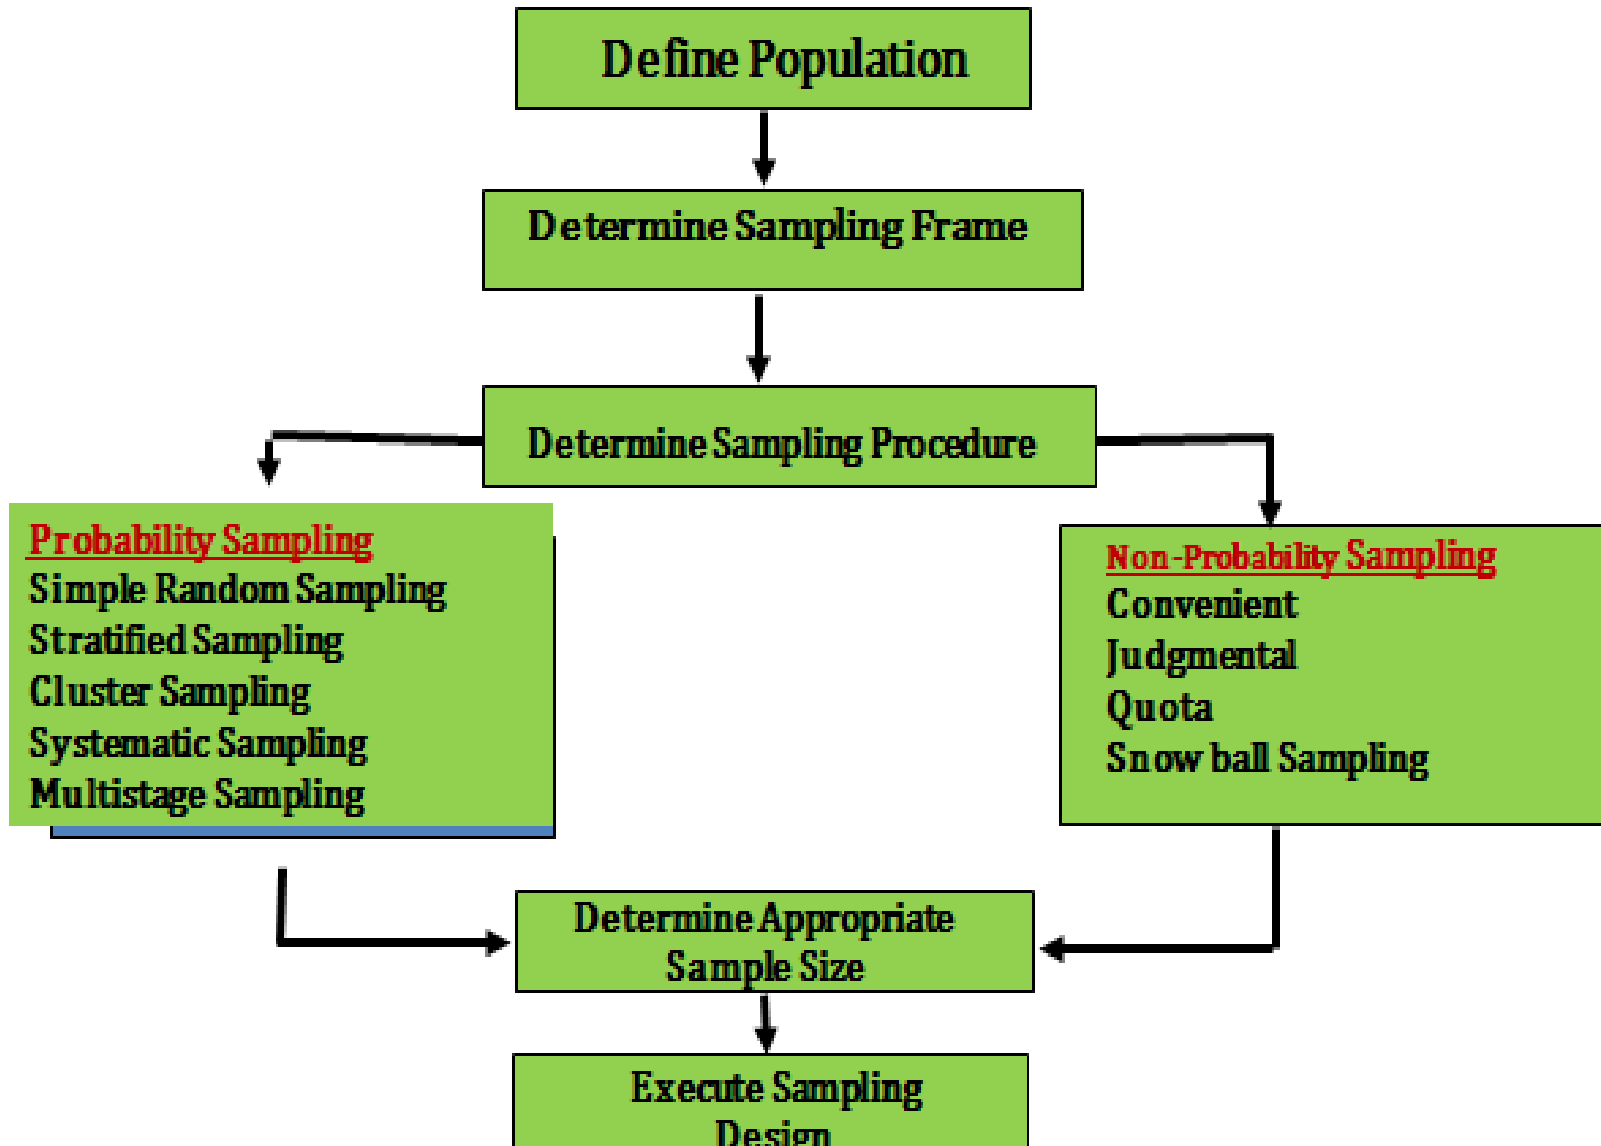 Define Population
Determine Sampling Frame
Determine Sampling Procedure
Probability Sampling
Simple Random Sampling
Stratified Sampling
Cluster Sampling
Systematic Sampling
Multistage Sampling
Non-Probability Sampling
Convenient
Judgmental
Quota
Snow ball Sampling
Determine Appropriate
Sample Size
Execute Sampling
Design